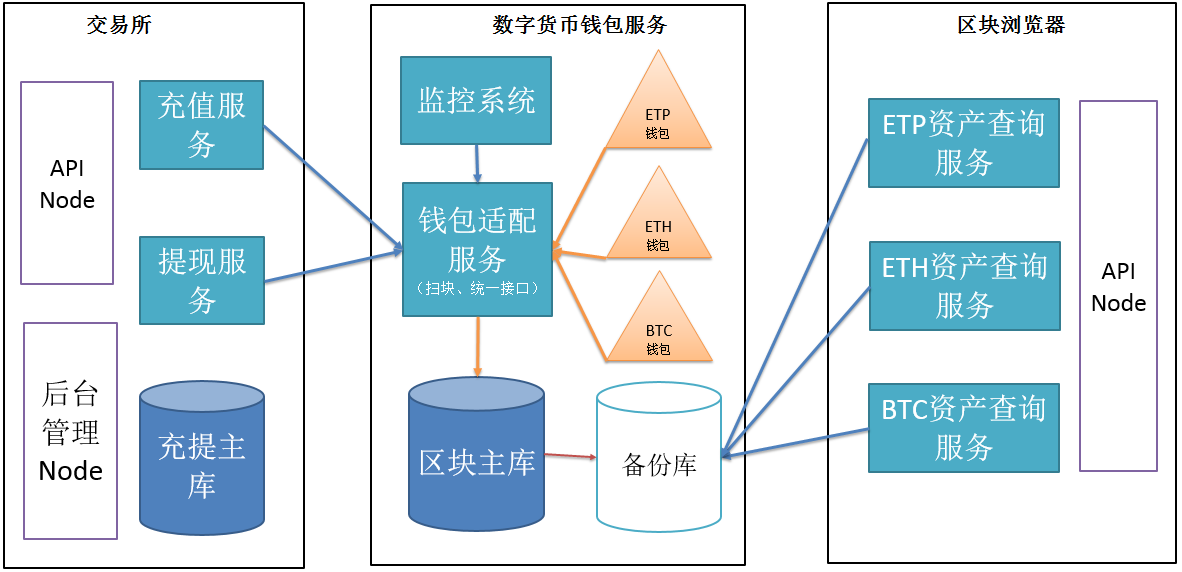 交易所
API
Node
充值服
务
提现服
务
后台
管理
Node
充提主
库
数字货币钱包服务
监控系统
钱包适配
服务
（扫块、统一接口）
ETP
钱包
ETH
钱包
BTC
钱包
区块主库
备份库
区块浏览器
ETP资产查询
服务
ETH资产查询
服务
BTC资产查询
服务
API
Node